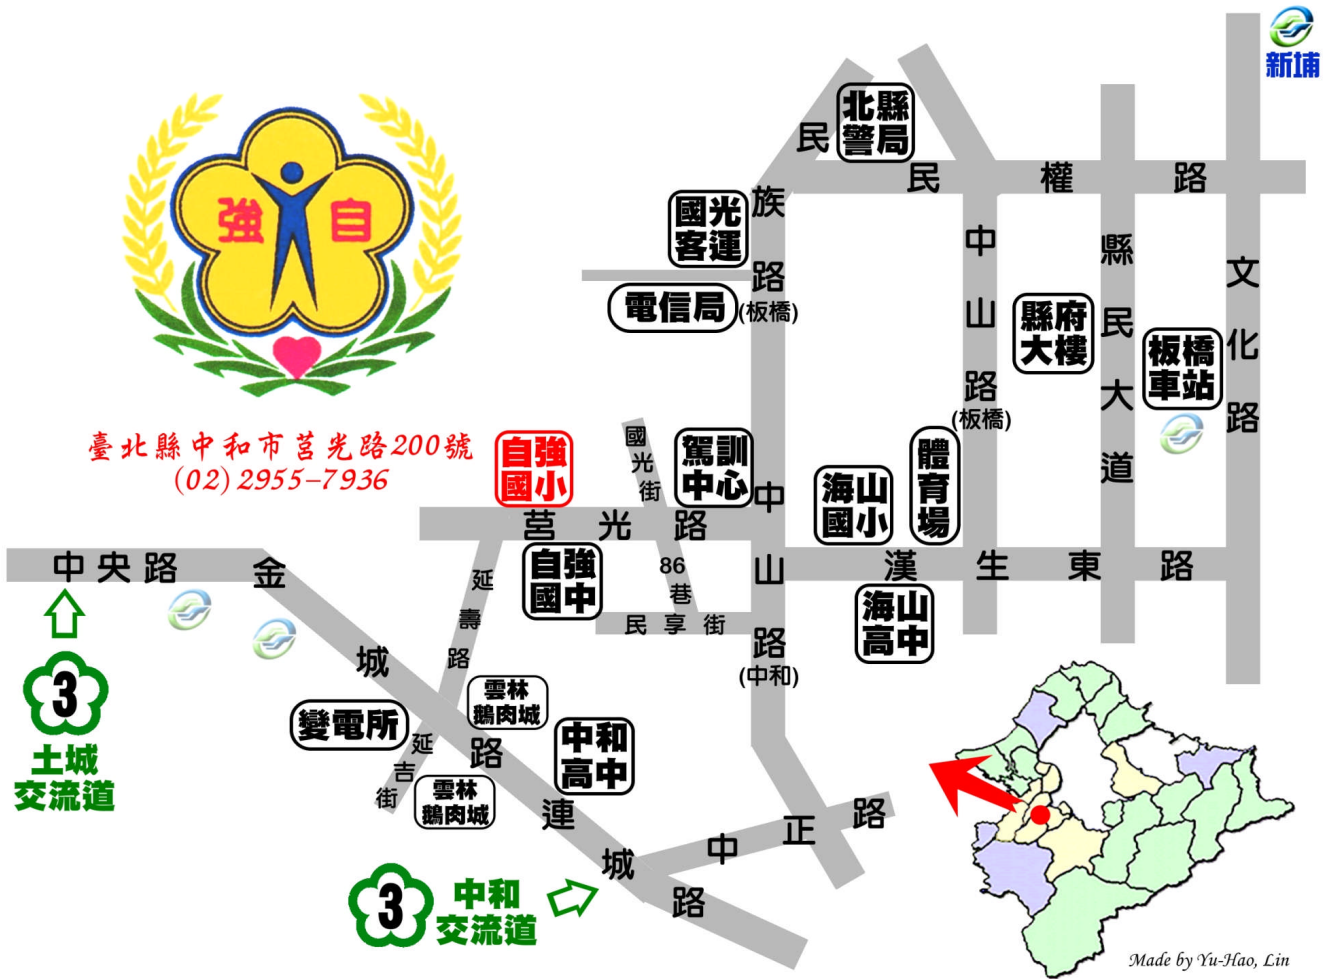 新埔
北縣
警局
民族路
(板橋)
民權路
國光
客運
電信局
中山路
(板橋)
縣民大道
文化路
縣府
大樓
板橋
車站
強自
臺北縣中和市莒光路200號
(02)2955-7936
自強
國小
國光街
駕訓
中心
海山
國小
體育場
莒光路
中山路
(中和)
漢生東路
自強
國中
86巷
海山
高中
民享街
延壽路
中央路
金城路
3
土城
交流道
變電所
雲林
鵝肉城
延吉街
雲林
鵝肉城
中和
高中
連城路
中正路
3
中和
交流道
Made by Yu-Hao, Lin